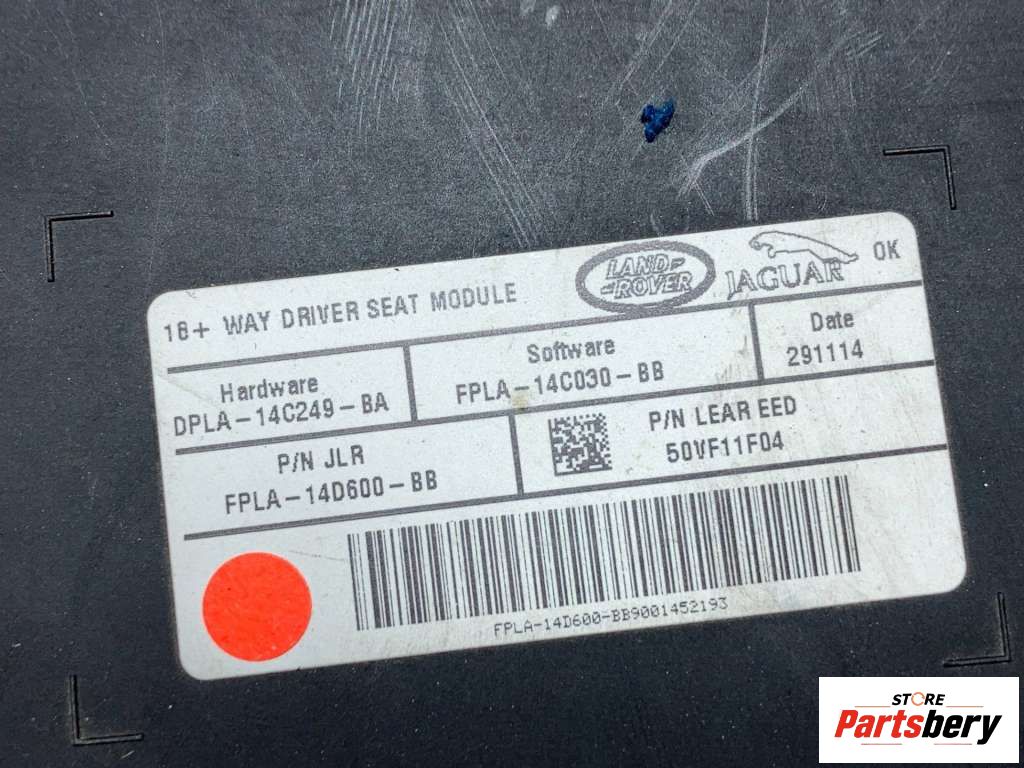 18+ WAY DRIVER SEAT MODULE
LAND-
-ROVER
JAGUAR
OK
Hardware
DPLA-14C249-BA
Software
FPLA-14C030-BB
Date
291114
P/N JLR
FPLA-14D600-BB
P/N LEAR EED
50VF11F04
FPLA-14D600-BB9001452193
STORE
Partsbery